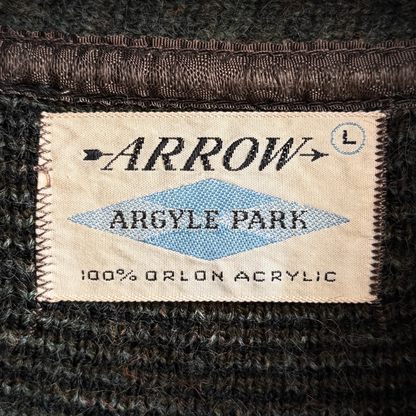 ARROW L
ARGYLE PARK
100% ORLON ACRYLIC